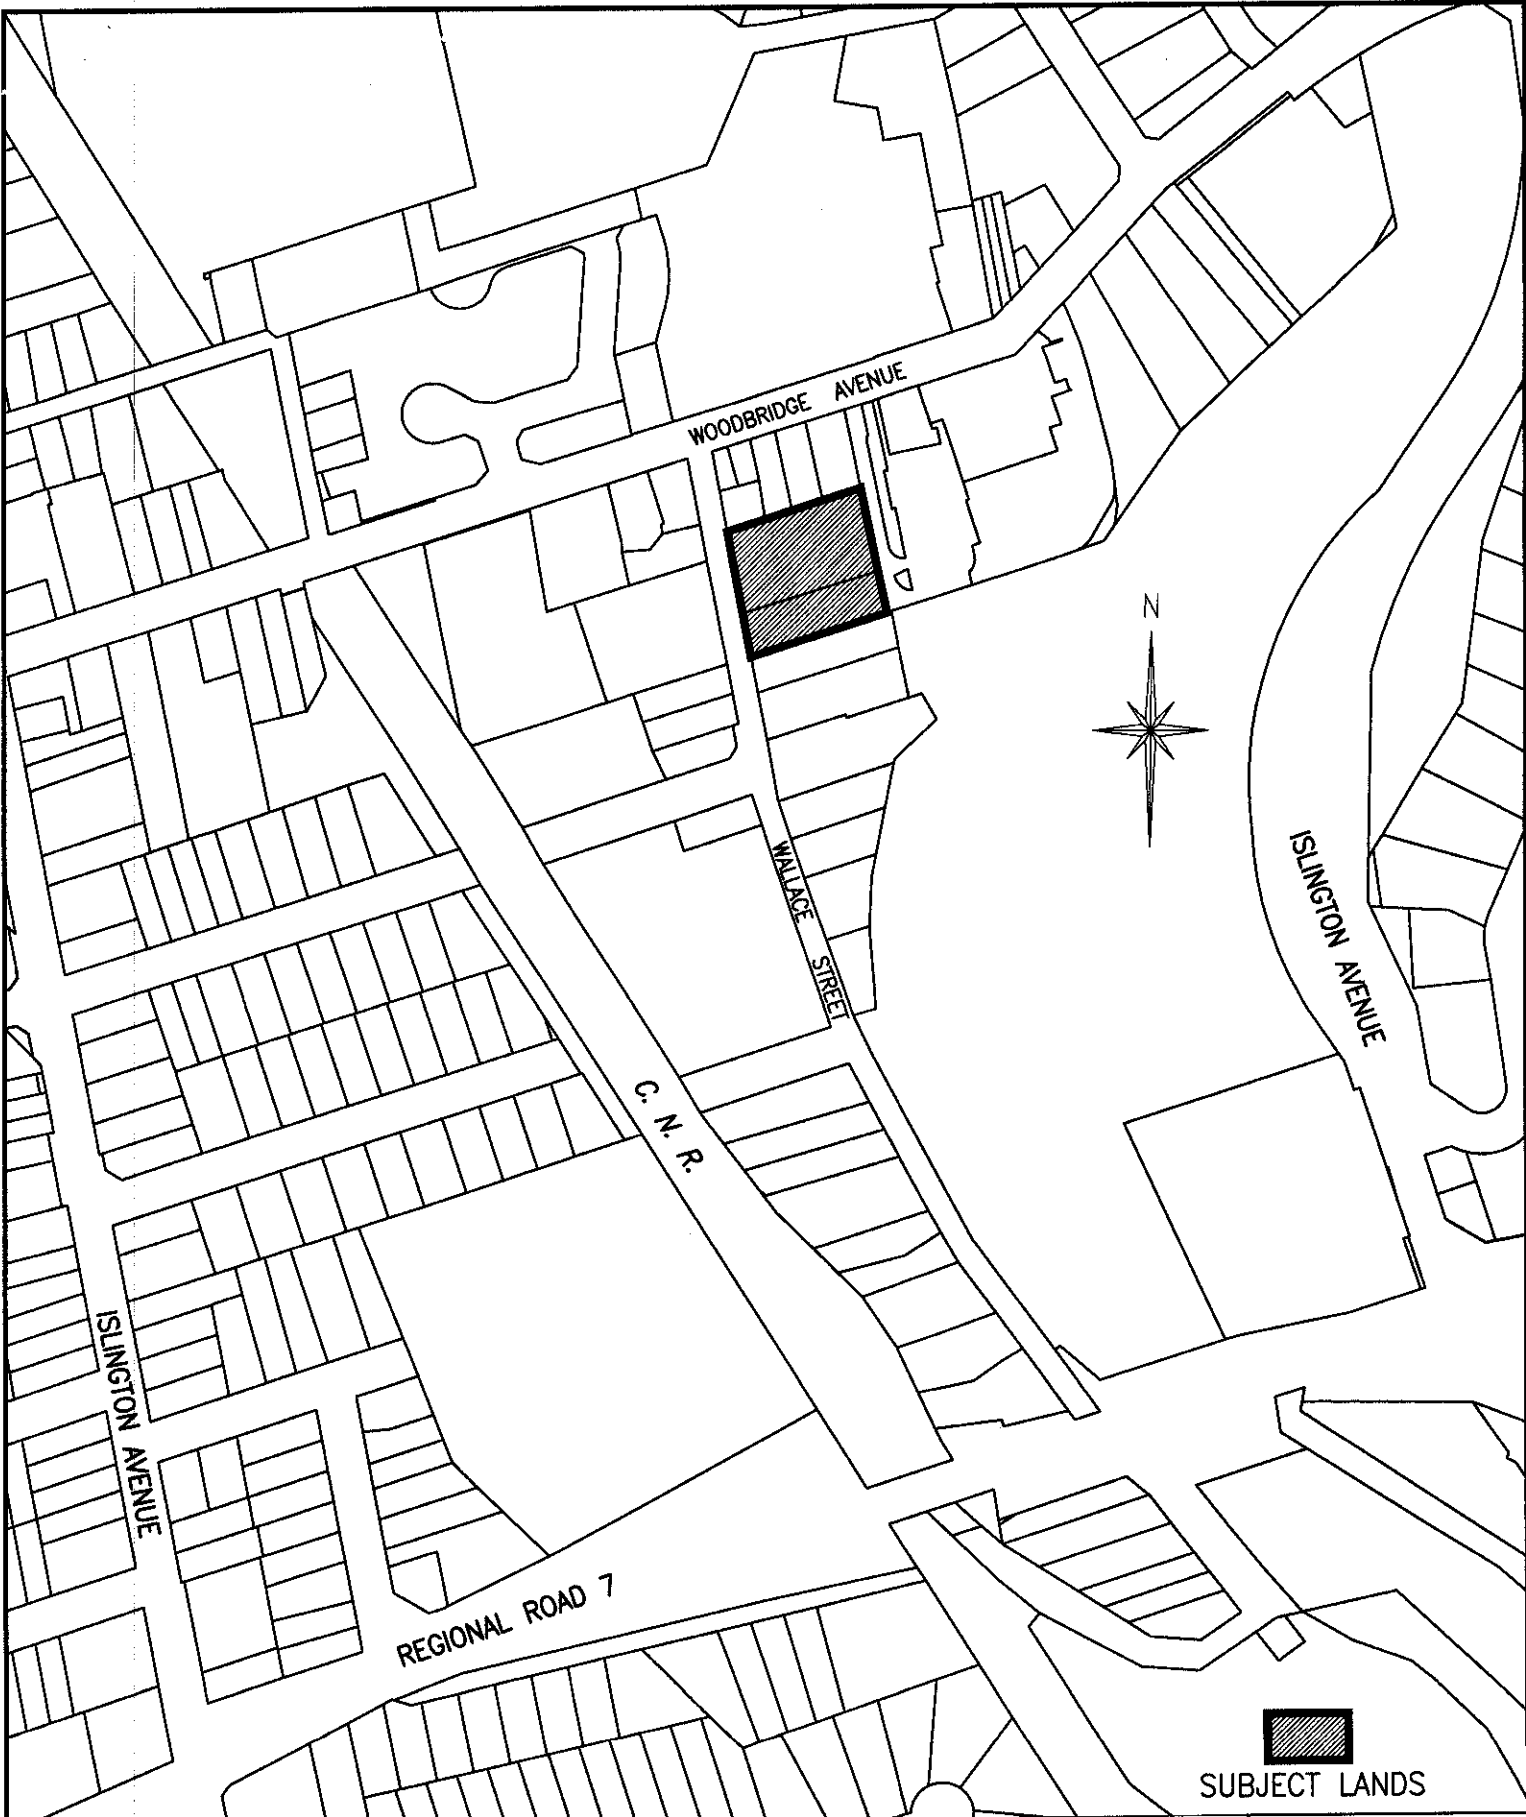 WOODBRIDGE AVENUE
N
WALLACE STREET
ISLINGTON AVENUE
C. N. R.
ISLINGTON AVENUE
REGIONAL ROAD 7
SUBJECT LANDS